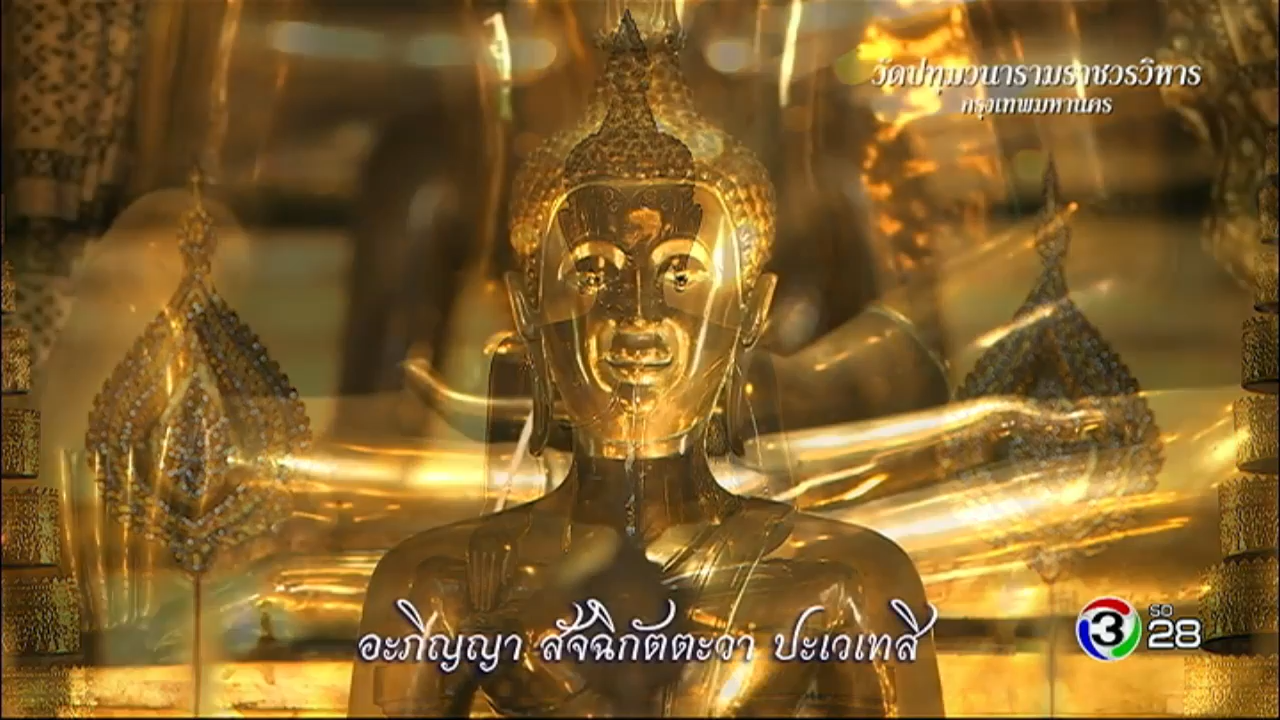 วัดปทุมวนารามราชวรวิหาร
กรุงเทพมหานคร
อะภิญญา สัจฉิกัตตะวา ปะเวเทสิ
3 SD
28